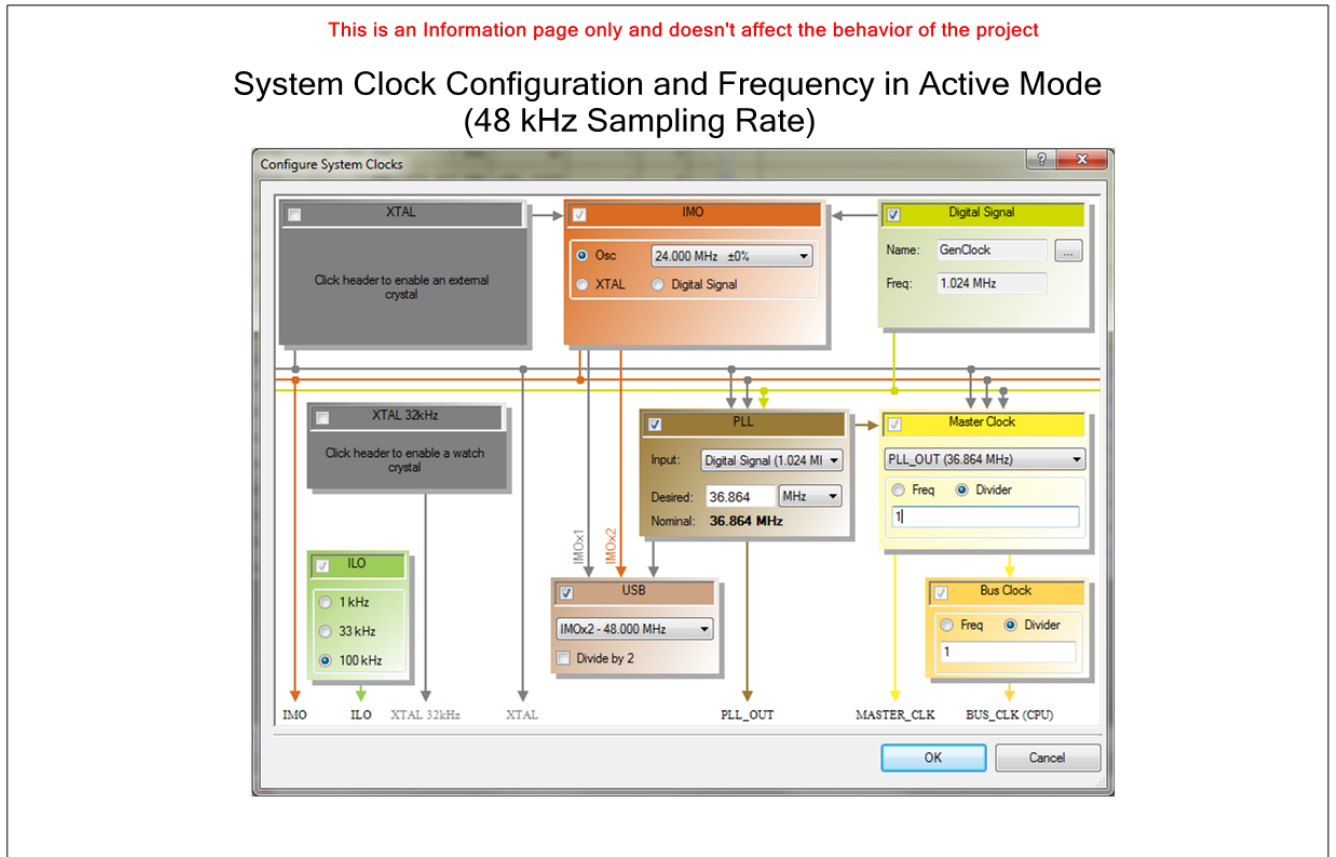 This is an Information page only and doesn't affect the behavior of the project
System Clock Configuration and Frequency in Active Mode
(48 kHz Sampling Rate)
Configure System Clocks
XTAL
Click header to enable an external
crystal
IMO
Osc
24.000 MHz ±0%
XTAL
Digital Signal
Digital Signal
Name:
GenClock
...
Freq:
1.024 MHz
XTAL 32kHz
Click header to enable a watch
crystal
PLL
Input:
Digital Signal (1.024 MI
Desired:
36.864
MHz
Nominal:
36.864 MHz
Master Clock
PLL_OUT (36.864 MHz)
Freq
Divider
1
IMOx1
IMOx2
ILO
1 kHz
33 kHz
100 kHz
USB
IMOx2 - 48.000 MHz
Divide by 2
Bus Clock
Freq
Divider
1
IMO
ILO
XTAL 32kHz
XTAL
PLL_OUT
MASTER_CLK
BUS_CLK (CPU)
OK
Cancel